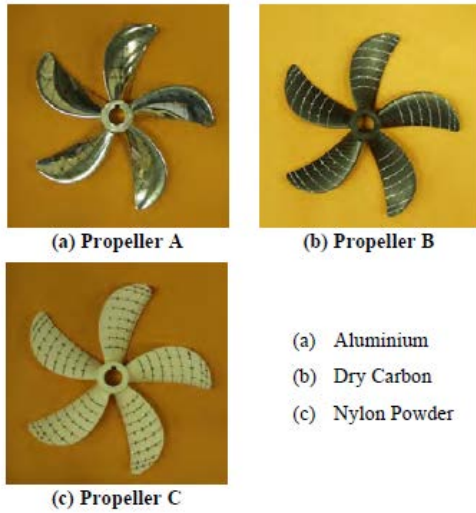 (a) Propeller A
(b) Propeller B
(a) Aluminium
(b) Dry Carbon
(c) Nylon Powder
(c) Propeller C